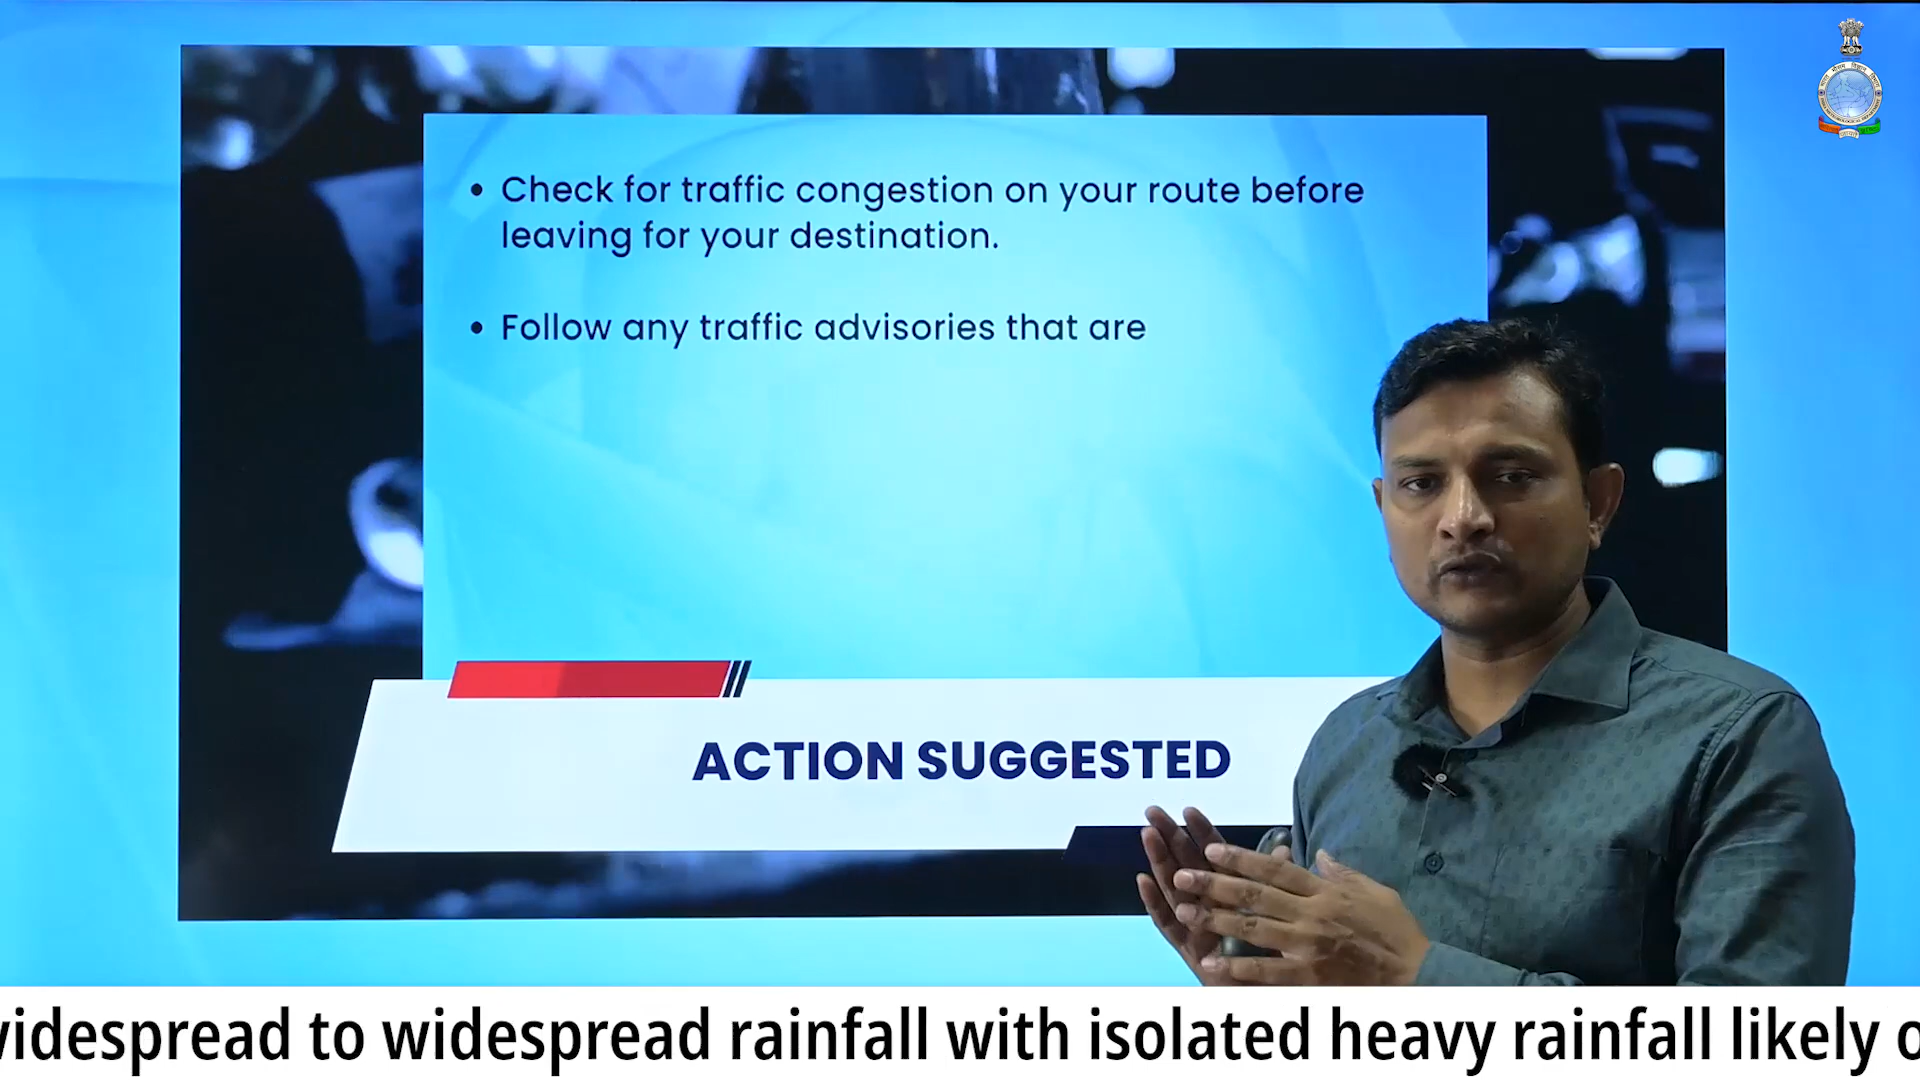 • Check for traffic congestion on your route before
leaving for your destination.
• Follow any traffic advisories that are
ACTION SUGGESTED
widespread to widespread rainfall with isolated heavy rainfall likely